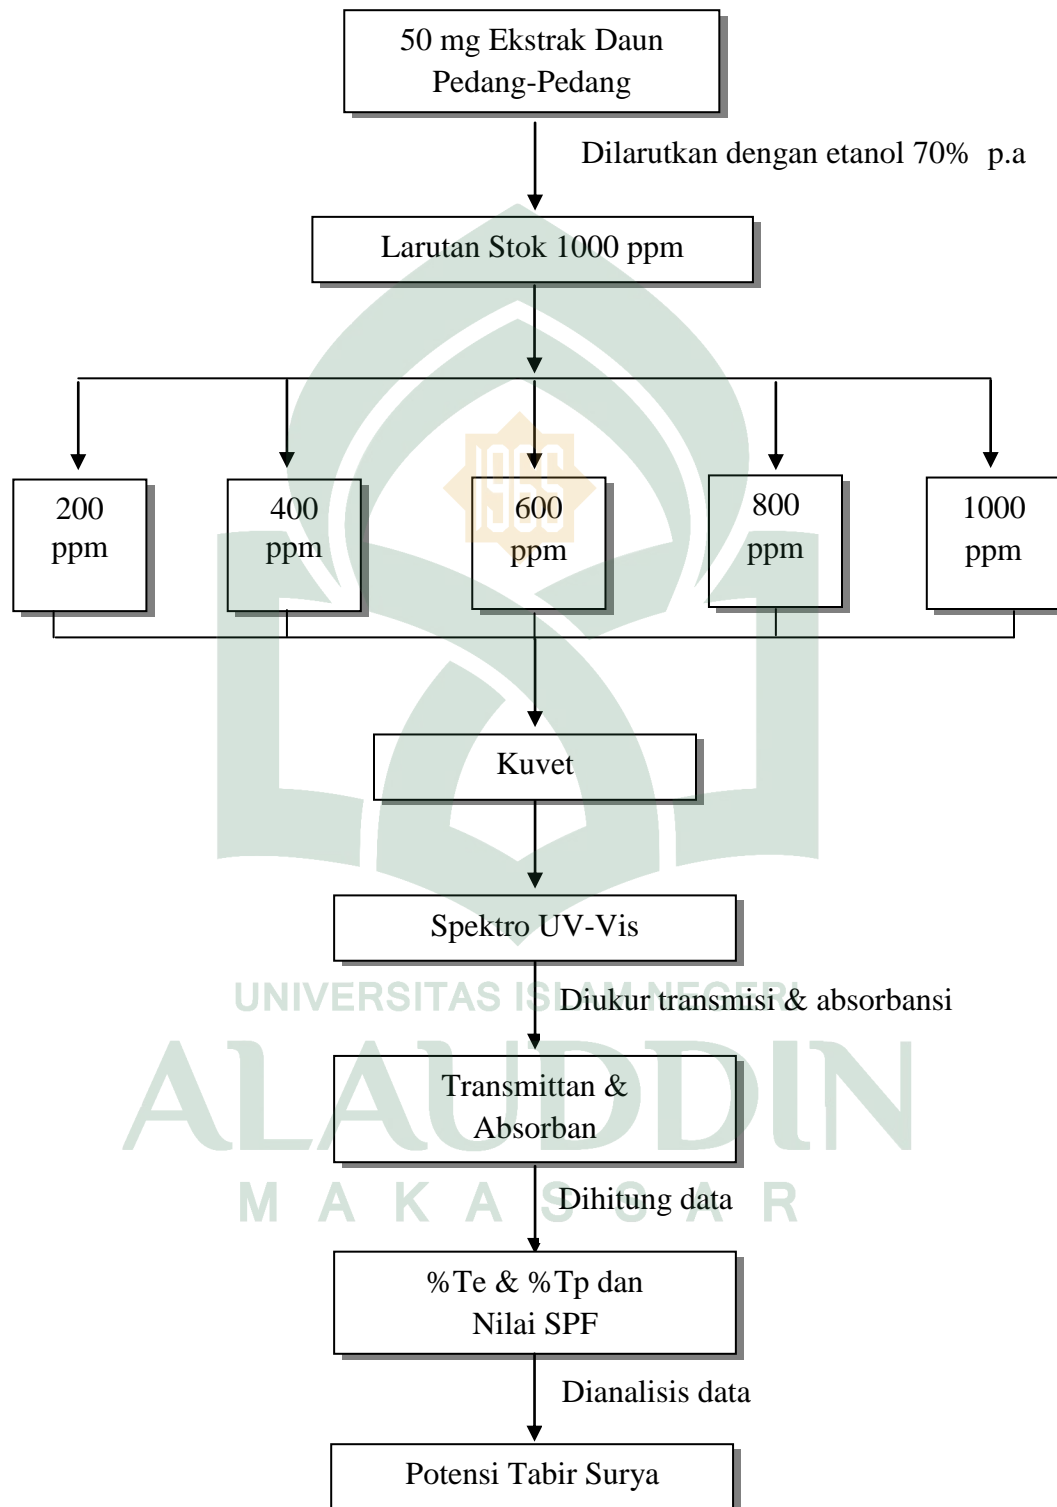 50 mg Ekstrak Daun
Pedang-Pedang
Dilarutkan dengan etanol 70% p.a
Larutan Stok 1000 ppm
200
ppm
400
ppm
600
ppm
800
ppm
1000
ppm
1965
Kuvet
Spektro UV-Vis
UNIVERSITAS ISLAM NEGERI
Diukur transmisi & absorbansi
ALAUDDIN
Transmittan &
Absorban
MAKASSAR
Dihitung data
%Te & %Tp dan
Nilai SPF
Dianalisis data
Potensi Tabir Surya